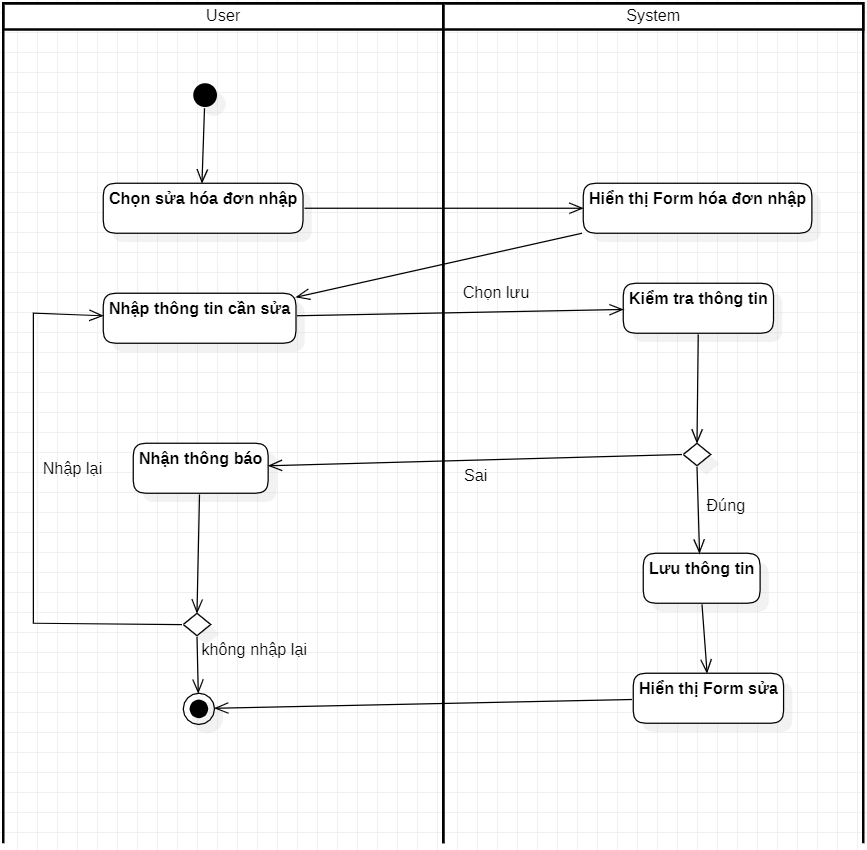 User
System
Chọn sửa hóa đơn nhập
Hiển thị Form hóa đơn nhập
Nhập thông tin cần sửa
Chọn lưu
Kiểm tra thông tin
Nhập lại
Nhận thông báo
Sai
Đúng
Lưu thông tin
không nhập lại
Hiển thị Form sửa